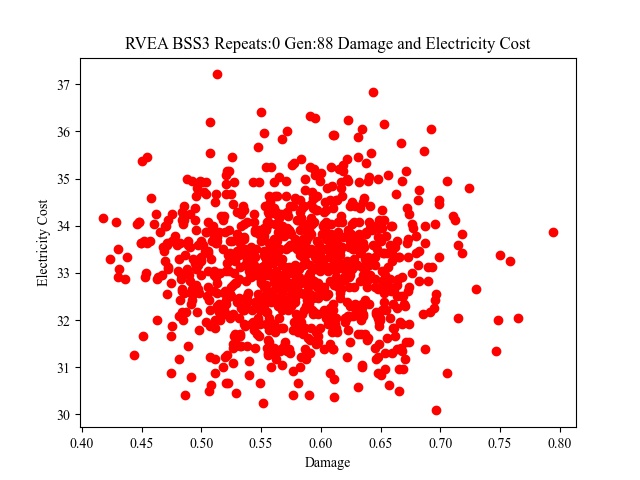 RVEA BSS3 Repeats:0 Gen:88 Damage and Electricity Cost
37
36
35
34
33
32
31
30
Electricity Cost
0.40 0.45 0.50 0.55 0.60 0.65 0.70 0.75 0.80
Damage